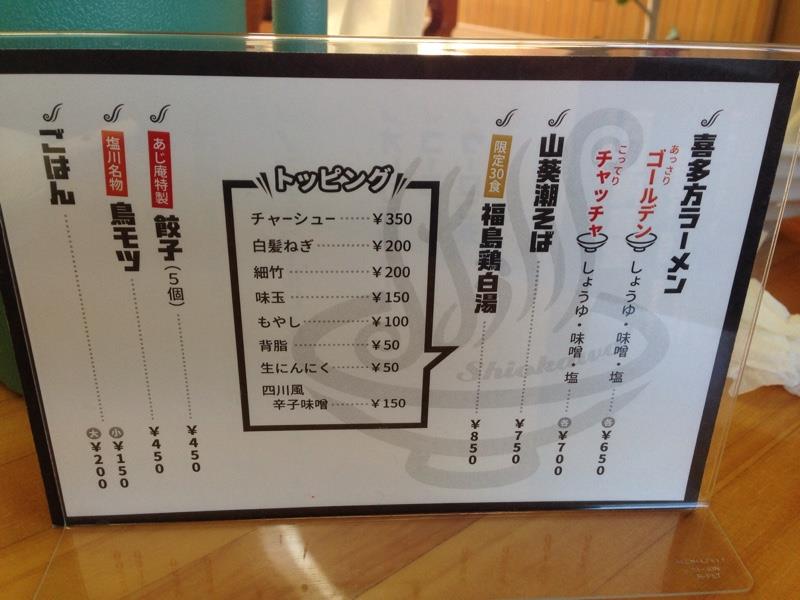 喜多方ラーメン
あっさり
ゴールデン しょうゆ・味噌・塩 各¥650
こってり
チャッチャ しょうゆ・味噌・塩 各¥700
山葵潮そば ¥750
限定30食
福島鶏白湯 ¥850
トッピング
チャーシュー ¥350
白髪ねぎ ¥200
細竹 ¥200
味玉 ¥150
もやし ¥100
背脂 ¥50
生にんにく ¥50
四川風
辛子味噌 ¥150
あじ庵特製
餃子(5個) ¥450
塩川名物
鳥モツ ¥450
ごはん 小¥150
大¥200
Shiokawa